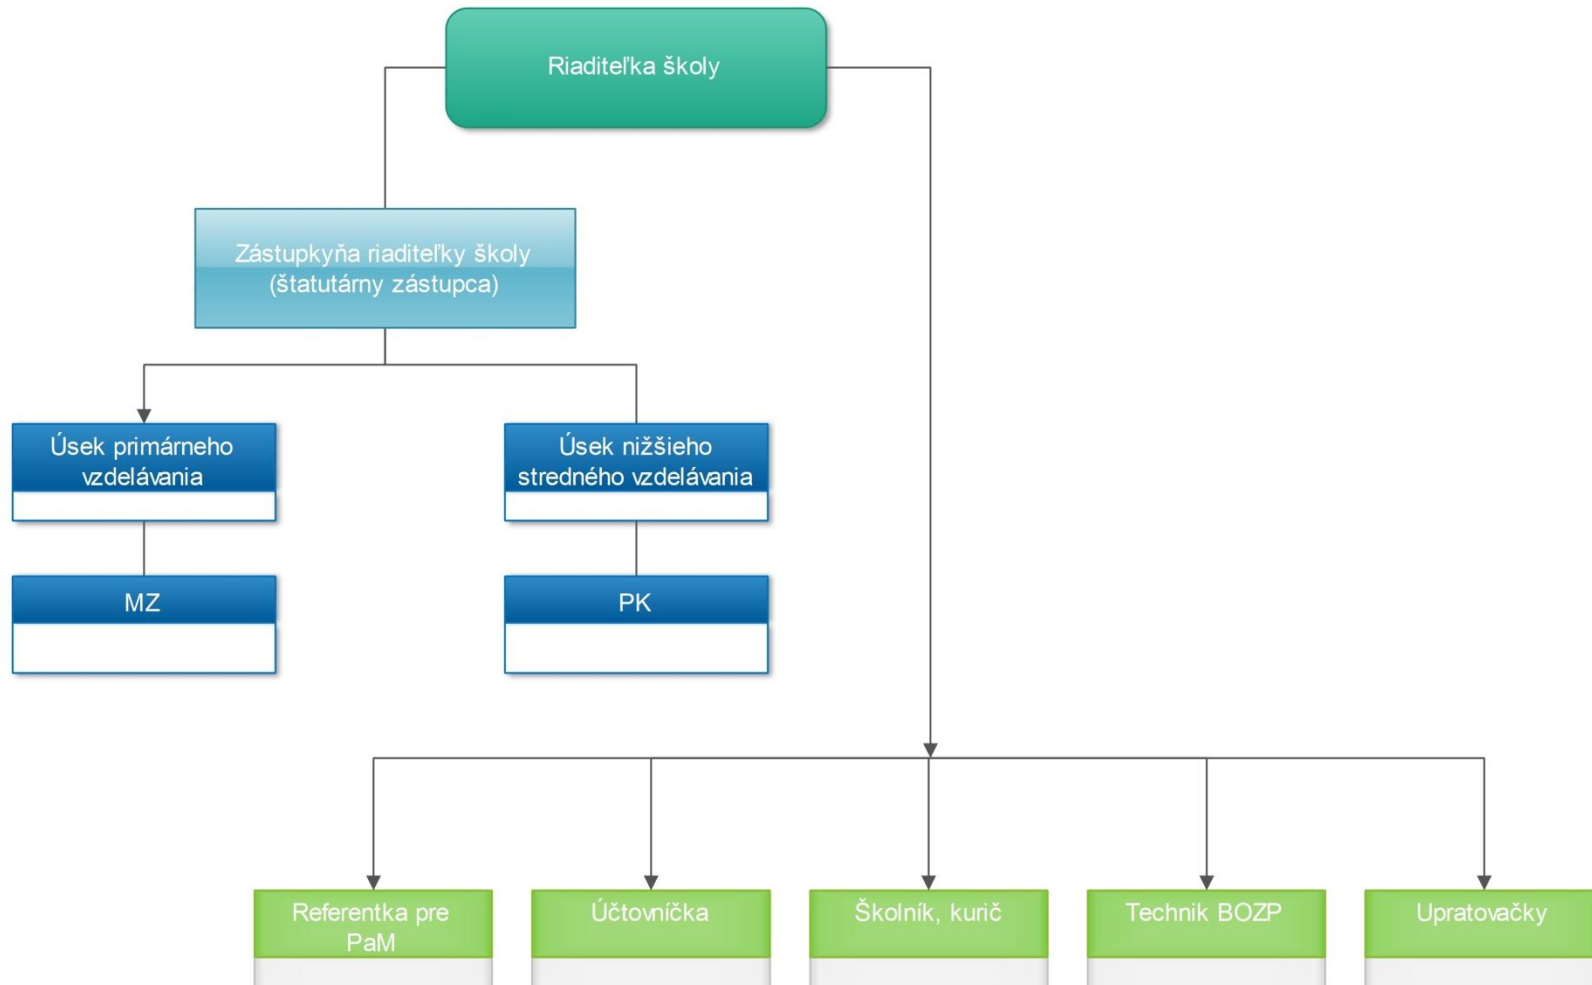 Riaditeľka školy
Zástupkyňa riaditeľky školy
(štatutárny zástupca)
Úsek primárneho
vzdelávania
Úsek nižšieho
stredného vzdelávania
MZ
PK
Referentka pre
PaM
Účtovníčka
Školník, kurič
Technik BOZP
Upratovačky